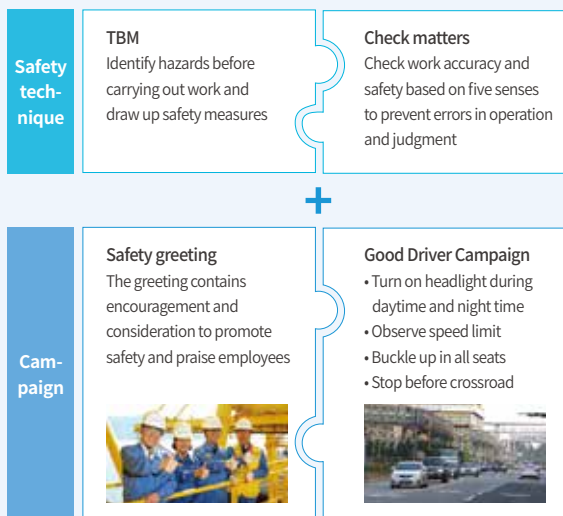 Safety
tech-
nique
TBM
Identify hazards before
carrying out work and
draw up safety measures
Check matters
Check work accuracy and
safety based on five senses
to prevent errors in operation
and judgment
+
Cam-
paign
Safety greeting
The greeting contains
encouragement and
consideration to promote
safety and praise employees
Good Driver Campaign
• Turn on headlight during
daytime and night time
• Observe speed limit
• Buckle up in all seats
• Stop before crossroad